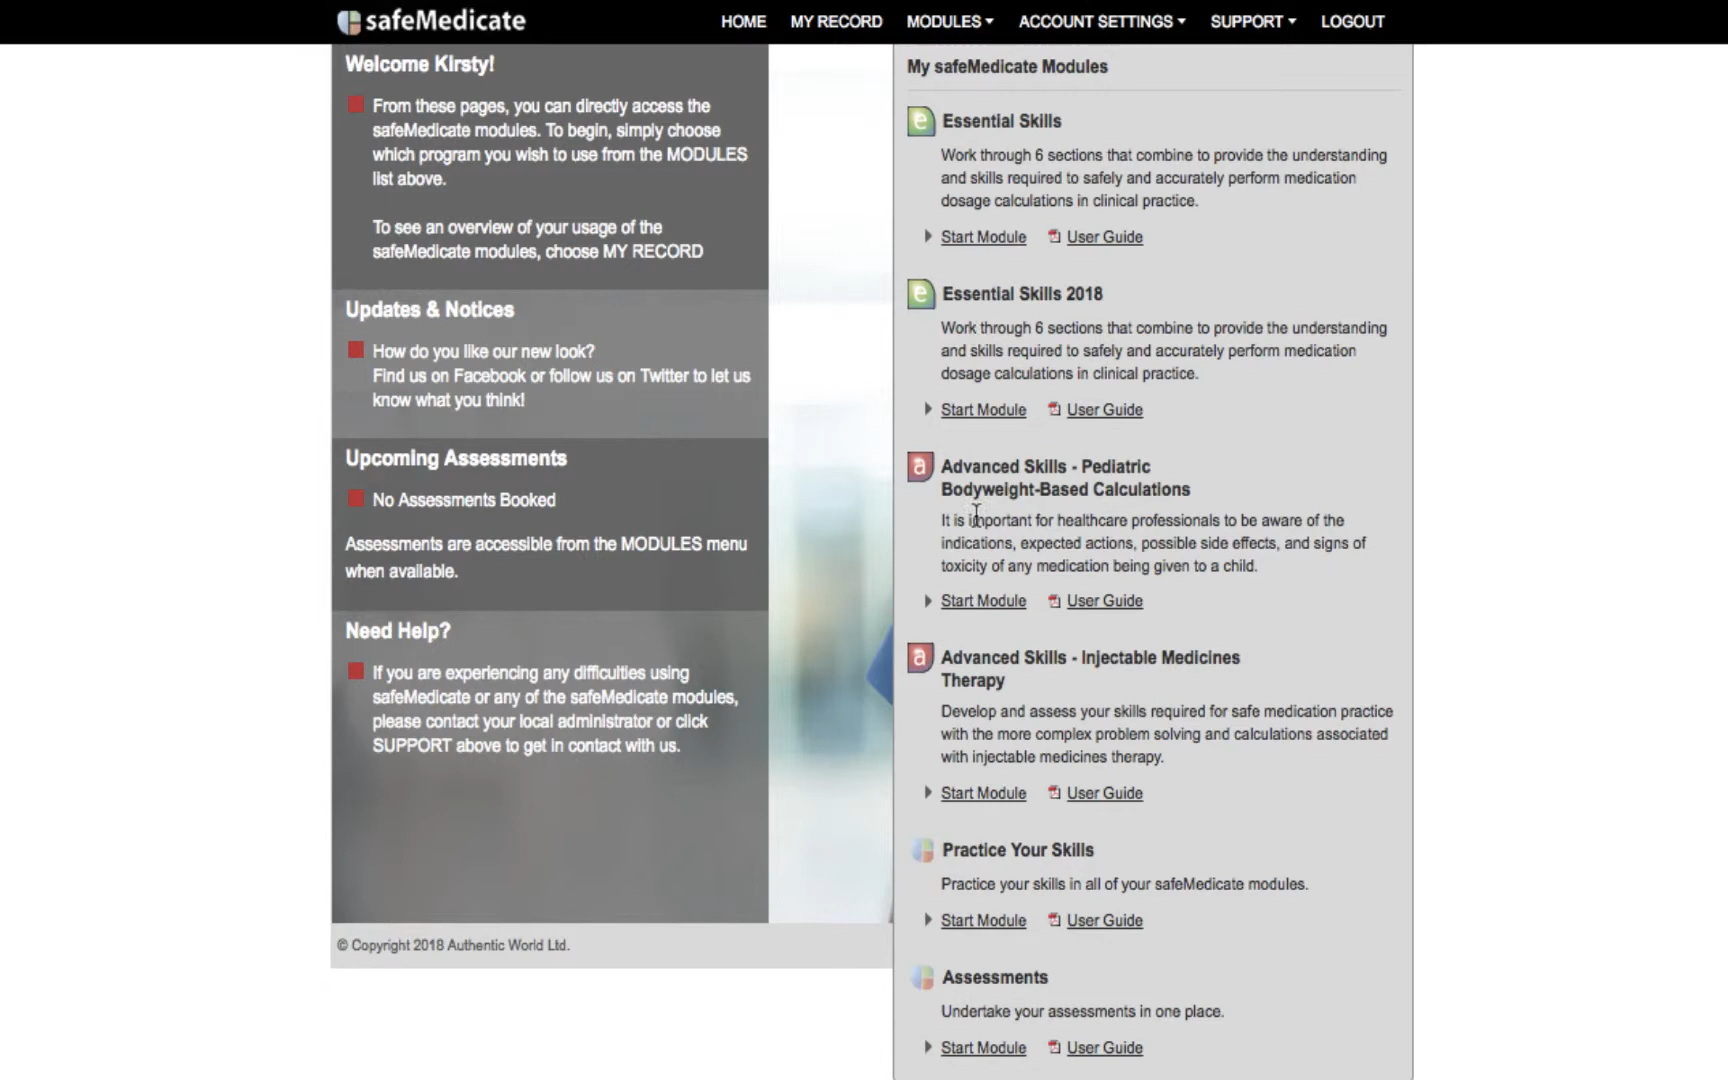 safeMedicate
HOME MY RECORD MODULES ACCOUNT SETTINGS SUPPORT LOGOUT
Welcome Kirsty!
From these pages, you can directly access the
safeMedicate modules. To begin, simply choose
which program you wish to use from the MODULES
list above.
To see an overview of your usage of the
safeMedicate modules, choose MY RECORD
Updates & Notices
How do you like our new look?
Find us on Facebook or follow us on Twitter to let us
know what you think!
Upcoming Assessments
No Assessments Booked
Assessments are accessible from the MODULES menu
when available.
Need Help?
If you are experiencing any difficulties using
safeMedicate or any of the safeMedicate modules,
please contact your local administrator or click
SUPPORT above to get in contact with us.
© Copyright 2018 Authentic World Ltd.
My safeMedicate Modules
e Essential Skills
Work through 6 sections that combine to provide the understanding
and skills required to safely and accurately perform medication
dosage calculations in clinical practice.
Start Module User Guide
e Essential Skills 2018
Work through 6 sections that combine to provide the understanding
and skills required to safely and accurately perform medication
dosage calculations in clinical practice.
Start Module User Guide
a Advanced Skills - Pediatric
Bodyweight-Based Calculations
It is important for healthcare professionals to be aware of the
indications, expected actions, possible side effects, and signs of
toxicity of any medication being given to a child.
Start Module User Guide
a Advanced Skills - Injectable Medicines
Therapy
Develop and assess your skills required for safe medication practice
with the more complex problem solving and calculations associated
with injectable medicines therapy.
Start Module User Guide
Practice Your Skills
Practice your skills in all of your safeMedicate modules.
Start Module User Guide
Assessments
Undertake your assessments in one place.
Start Module User Guide